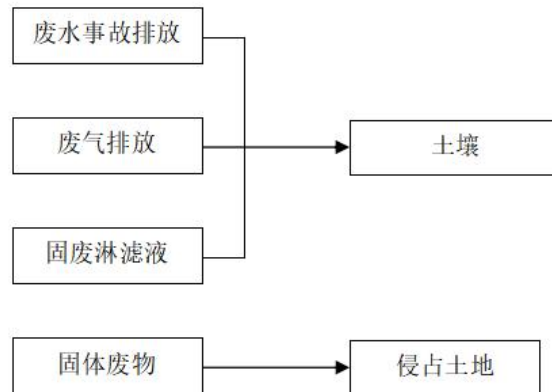 废水事故排放
废气排放
土壤
固废淋滤液
固体废物
侵占土地